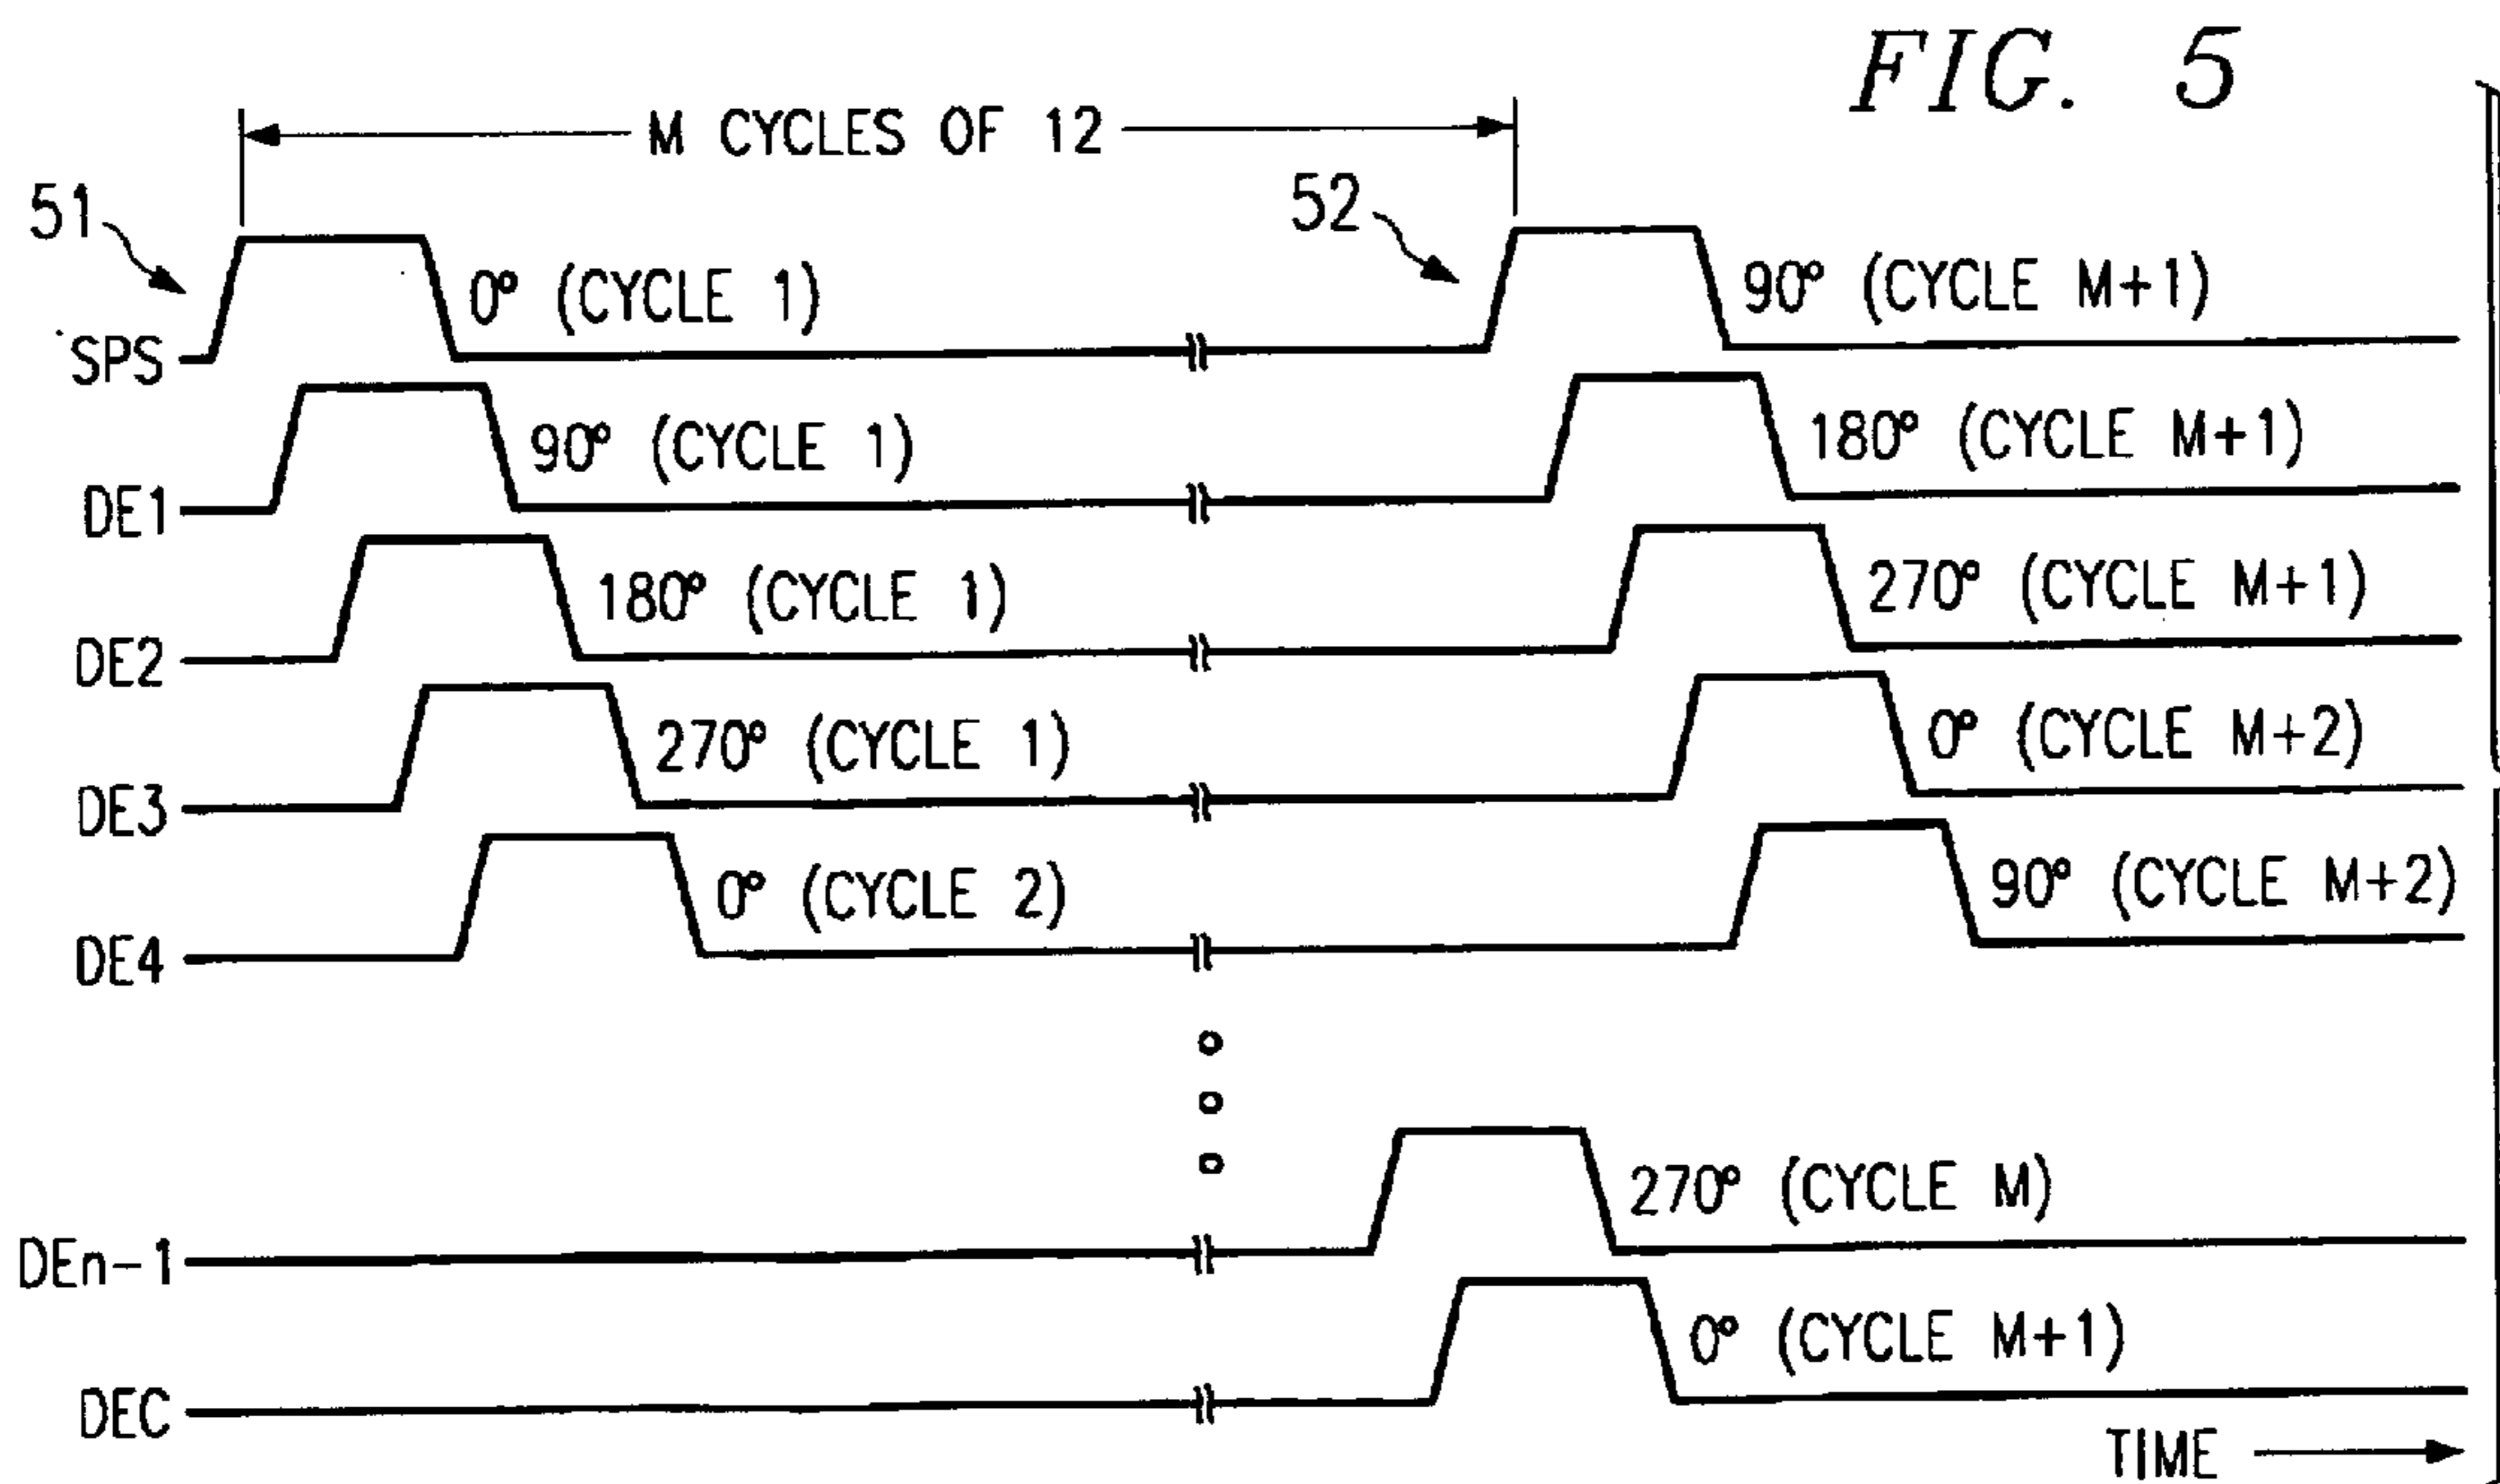 FIG. 5
M CYCLES OF 12
51
52
SPS
0° (CYCLE 1)
90° (CYCLE M+1)
DE1
90° (CYCLE 1)
180° (CYCLE M+1)
DE2
180° (CYCLE 1)
270° (CYCLE M+1)
DE3
270° (CYCLE 1)
0° (CYCLE M+2)
DE4
0° (CYCLE 2)
90° (CYCLE M+2)
DEn-1
270° (CYCLE M)
DEC
0° (CYCLE M+1)
TIME